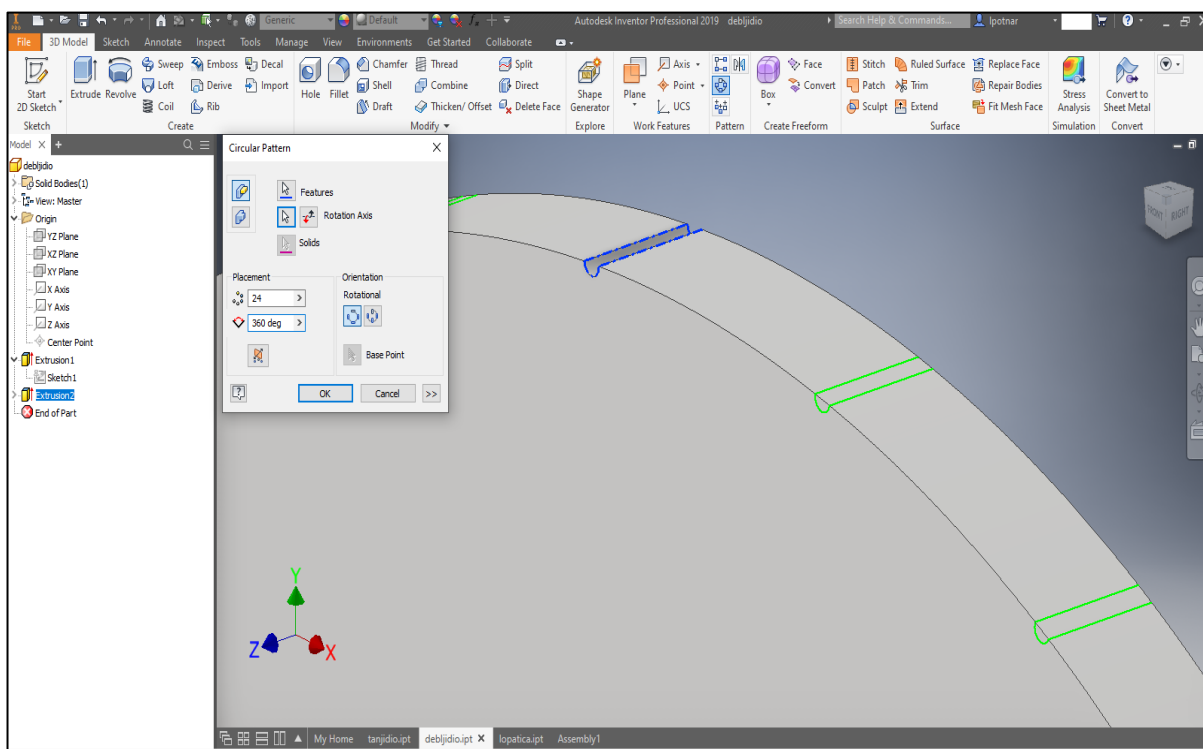 PRO Generic Default Autodesk Inventor Professional 2019 debljidio Search Help & Commands... lpotnar
File 3D Model Sketch Annotate Inspect Tools Manage View Environments Get Started Collaborate
Sweep Emboss Decal Chamfer Thread Split Axis Face Stitch Ruled Surface Replace Face
Start 2D Sketch Extrude Revolve Loft Derive Import Hole Fillet Shell Combine Direct Shape Generator Plane Point Box Convert Patch Trim Repair Bodies Stress Analysis Convert to Sheet Metal
Coil Rib Draft Thicken/ Offset Delete Face UCS Sculpt Extend Fit Mesh Face
Sketch Create Modify Explore Work Features Pattern Create Freeform Surface Simulation Convert
Model X +
debljidio
Solid Bodies(1)
View: Master
Origin
YZ Plane
XZ Plane
XY Plane
X Axis
Y Axis
Z Axis
Center Point
Extrusion1
Sketch1
Extrusion2
End of Part
Circular Pattern
Features
Rotation Axis
Solids
Placement Orientation
24 Rotational
360 deg
Base Point
OK Cancel >>
FRONT RIGHT
Y
Z X
My Home tanjidio.ipt debljidio.ipt X lopatica.ipt Assembly1